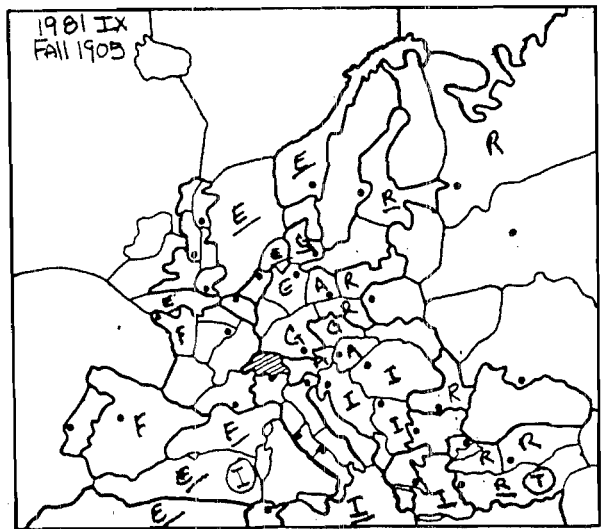 1981 IX
FAll 1905
R
E
R
E
G
E
G A R
E R
F G G
A A
I
R
I
F E I
R R
E I R T
E I I